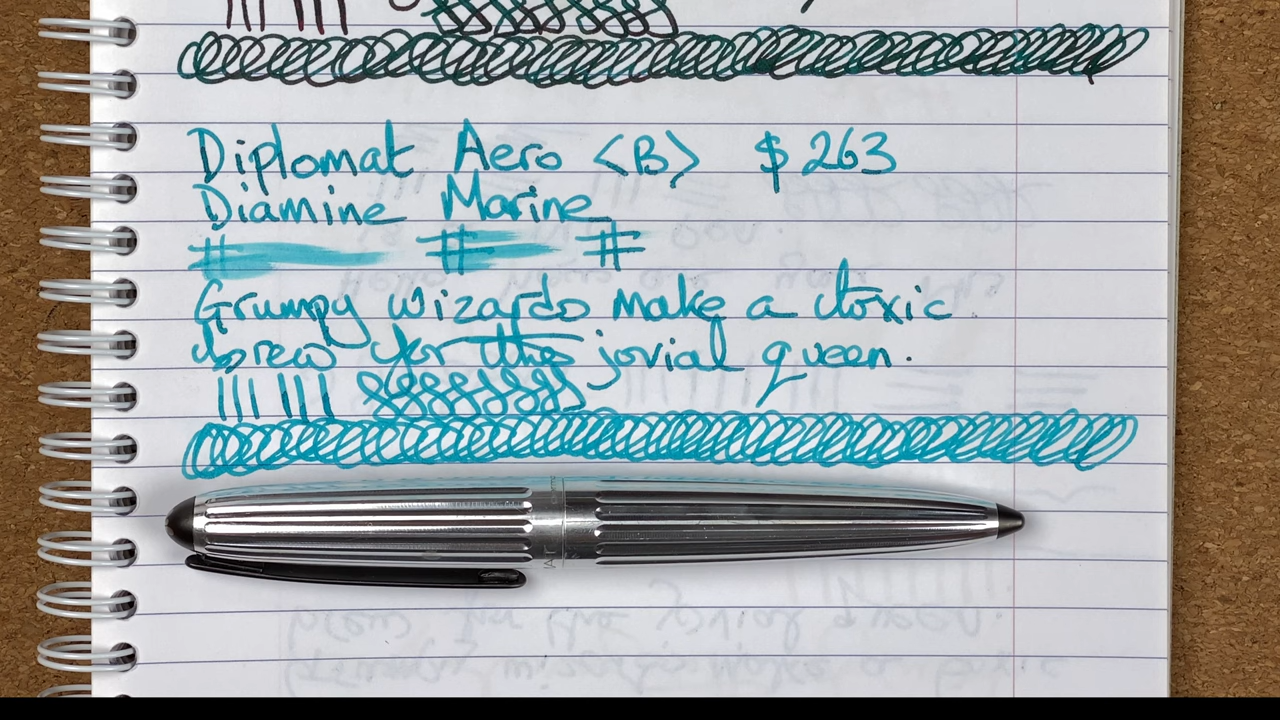 Diplomat Aero <B> $263
Diamine Marine
# # #
Grumpy wizards make a toxic
brew for the jovial queen.